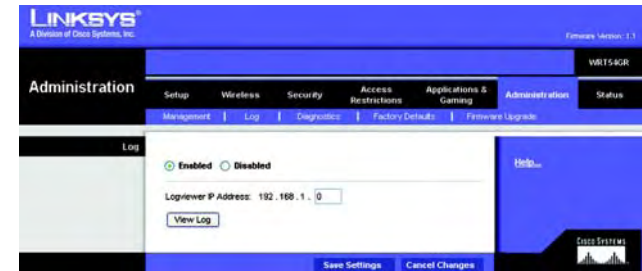 LINKSYS®
A Division of Cisco Systems, Inc.
Firmware Version: 1.1
WRT54GR
Administration
Setup Wireless Security Access Restrictions Applications & Gaming Administration Status
Management | Log | Diagnostics | Factory Defaults | Firmware Upgrade
Log
Enabled Disabled
Help...
Logviewer IP Address: 192 . 168 . 1 . 0
View Log
Save Settings Cancel Changes
CISCO SYSTEMS